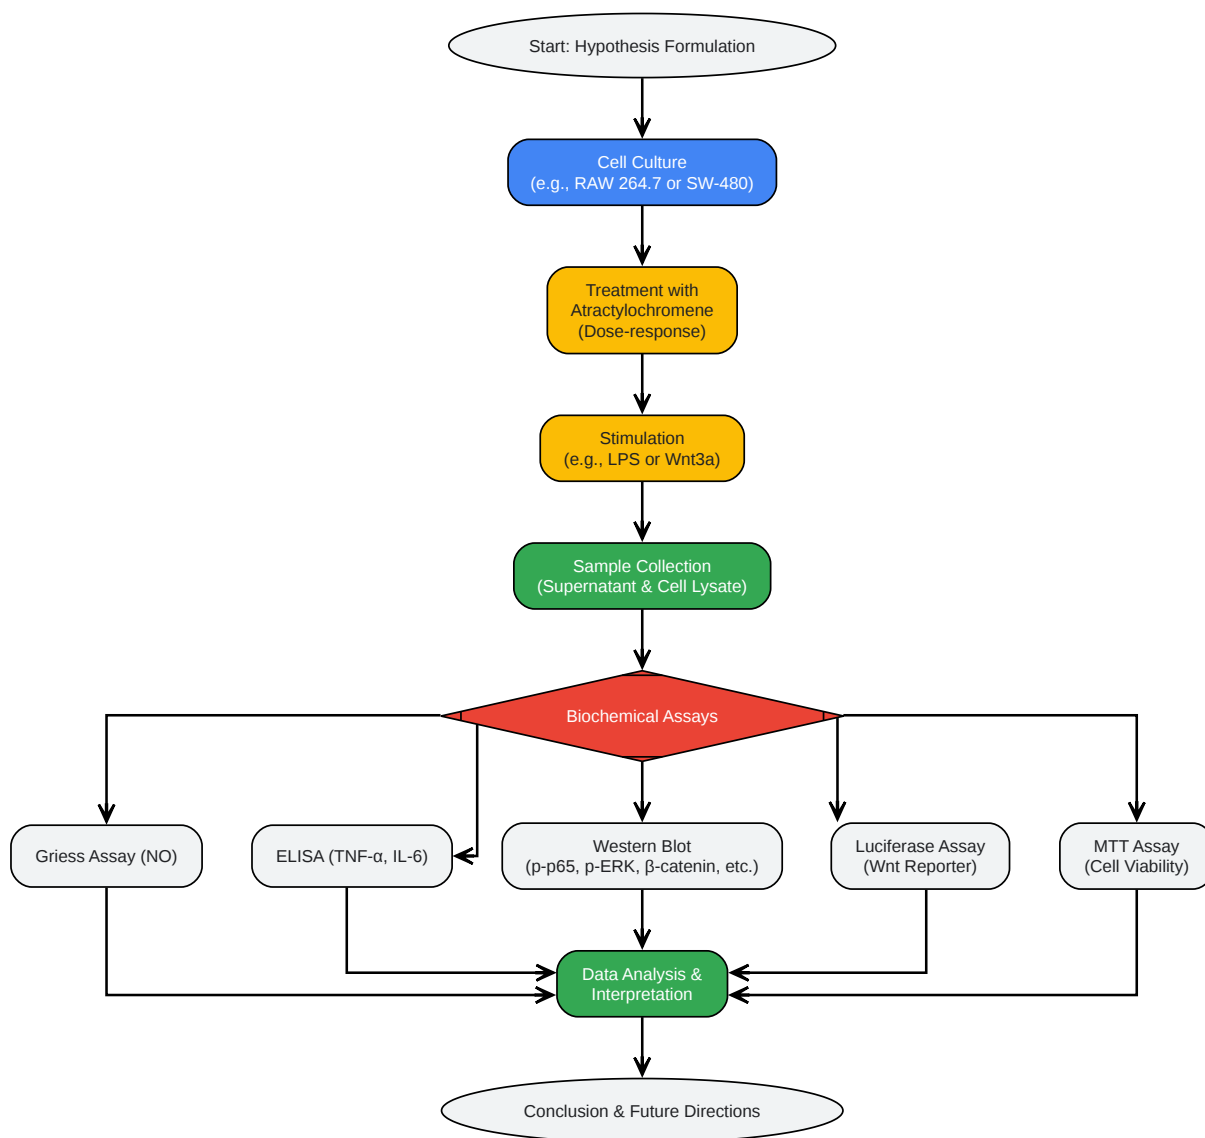 Start: Hypothesis Formulation
Cell Culture
(e.g., RAW 264.7 or SW-480)
Treatment with
Atractylochromene
(Dose-response)
Stimulation
(e.g., LPS or Wnt3a)
Sample Collection
(Supernatant & Cell Lysate)
Biochemical Assays
Griess Assay (NO)
ELISA (TNF-α, IL-6)
Western Blot
(p-p65, p-ERK, β-catenin, etc.)
Luciferase Assay
(Wnt Reporter)
MTT Assay
(Cell Viability)
Data Analysis &
Interpretation
Conclusion & Future Directions